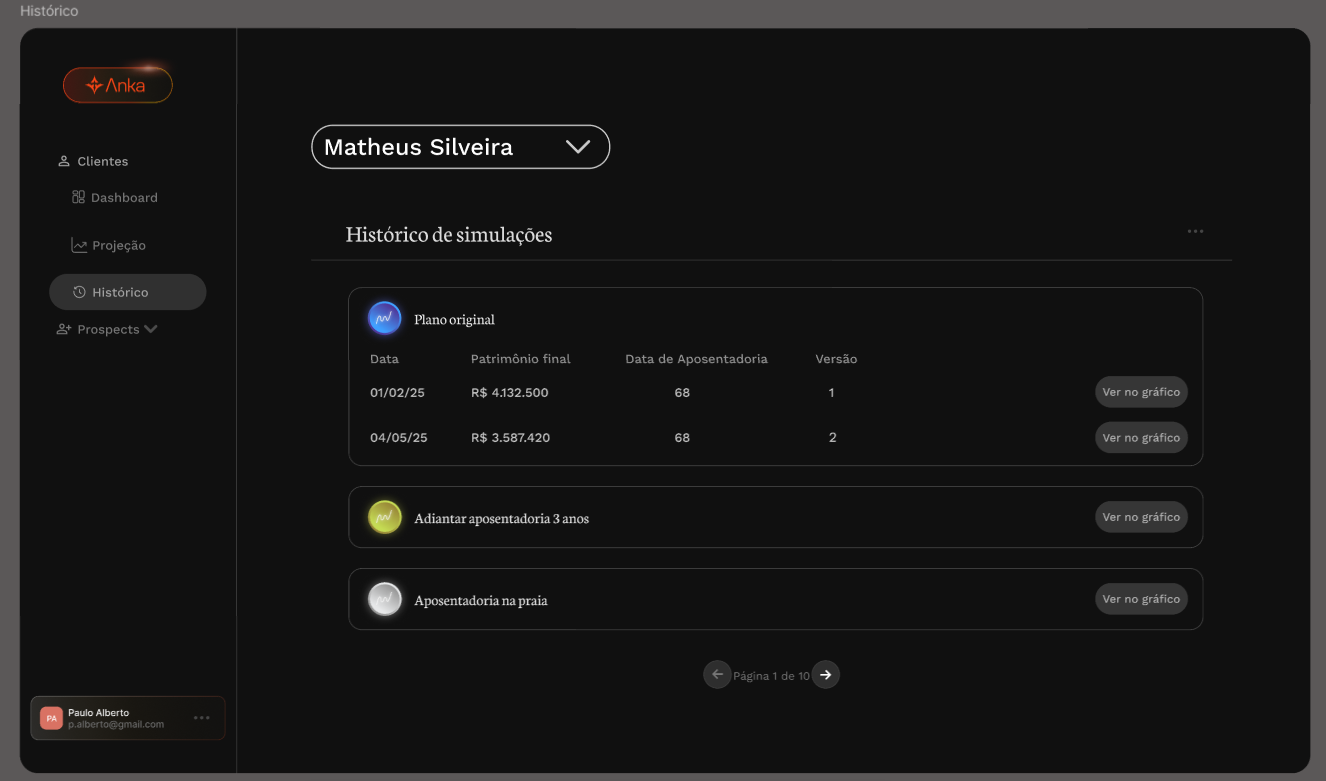 Histórico
Anka
Clientes
Dashboard
Projeção
Histórico
Prospects
PA
Paulo Alberto
p.alberto@gmail.com
Matheus Silveira
Histórico de simulações
Plano original
Data Patrimônio final Data de Aposentadoria Versão
01/02/25 R$ 4.132.500 68 1 Ver no gráfico
04/05/25 R$ 3.587.420 68 2 Ver no gráfico
Adiantar aposentadoria 3 anos Ver no gráfico
Aposentadoria na praia Ver no gráfico
Página 1 de 10